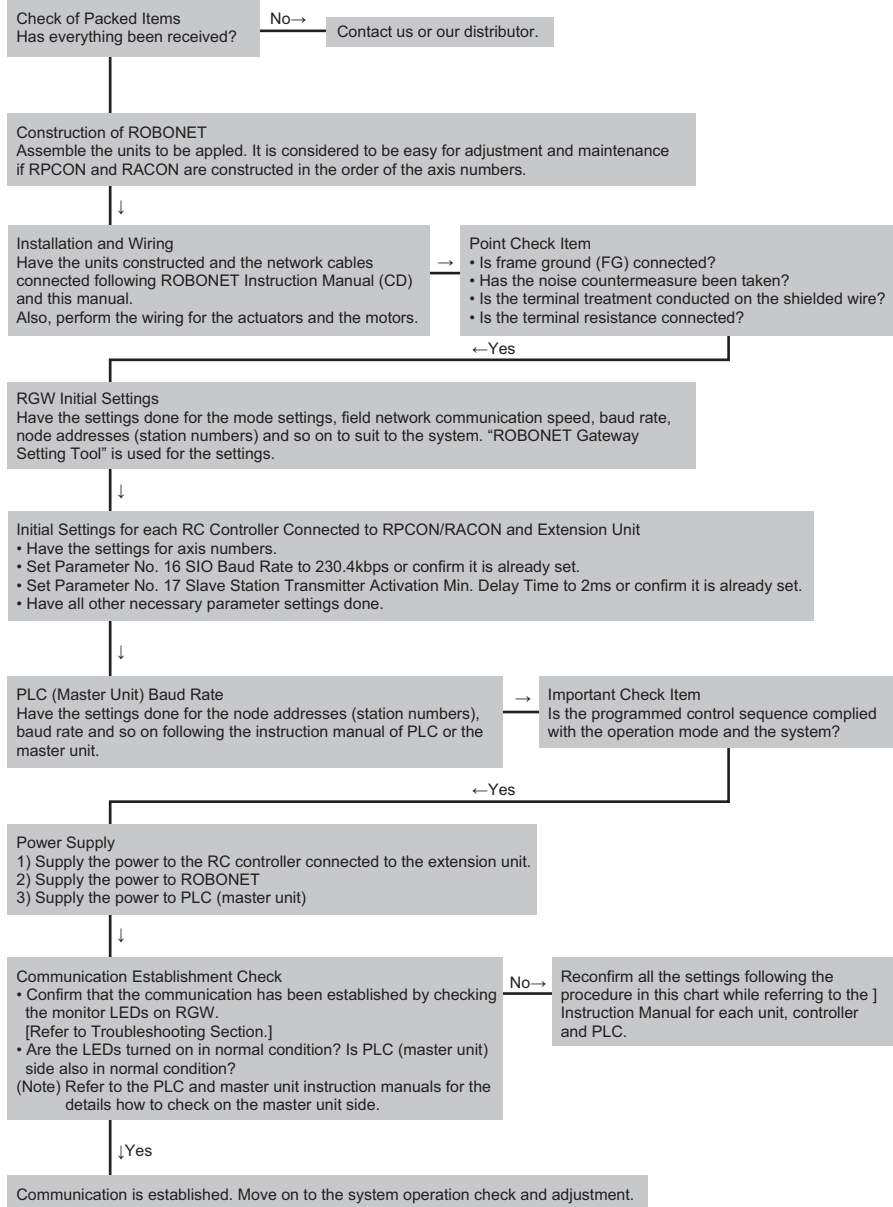 Check of Packed Items
Has everything been received?
No→
Contact us or our distributor.
Construction of ROBONET
Assemble the units to be appled. It is considered to be easy for adjustment and maintenance
if RPCON and RACON are constructed in the order of the axis numbers.
↓
Installation and Wiring
Have the units constructed and the network cables
connected following ROBONET Instruction Manual (CD)
and this manual.
Also, perform the wiring for the actuators and the motors.
→
Point Check Item
• Is frame ground (FG) connected?
• Has the noise countermeasure been taken?
• Is the terminal treatment conducted on the shielded wire?
• Is the terminal resistance connected?
←Yes
RGW Initial Settings
Have the settings done for the mode settings, field network communication speed, baud rate,
node addresses (station numbers) and so on to suit to the system. “ROBONET Gateway
Setting Tool” is used for the settings.
↓
Initial Settings for each RC Controller Connected to RPCON/RACON and Extension Unit
• Have the settings for axis numbers.
• Set Parameter No. 16 SIO Baud Rate to 230.4kbps or confirm it is already set.
• Set Parameter No. 17 Slave Station Transmitter Activation Min. Delay Time to 2ms or confirm it is already set.
• Have all other necessary parameter settings done.
↓
PLC (Master Unit) Baud Rate
Have the settings done for the node addresses (station numbers),
baud rate and so on following the instruction manual of PLC or the
master unit.
→
Important Check Item
Is the programmed control sequence complied
with the operation mode and the system?
←Yes
Power Supply
1) Supply the power to the RC controller connected to the extension unit.
2) Supply the power to ROBONET
3) Supply the power to PLC (master unit)
↓
Communication Establishment Check
• Confirm that the communication has been established by checking
the monitor LEDs on RGW.
[Refer to Troubleshooting Section.]
• Are the LEDs turned on in normal condition? Is PLC (master unit)
side also in normal condition?
(Note) Refer to the PLC and master unit instruction manuals for the
details how to check on the master unit side.
No→
Reconfirm all the settings following the
procedure in this chart while referring to the ]
Instruction Manual for each unit, controller
and PLC.
↓Yes
Communication is established. Move on to the system operation check and adjustment.